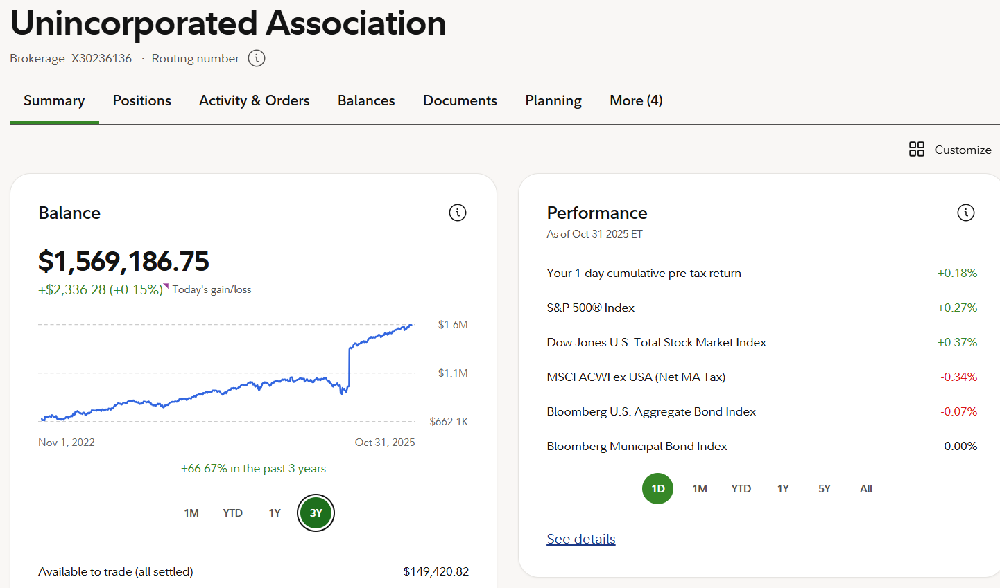 Unincorporated Association
Brokerage: X30236136 · Routing number
Summary Positions Activity & Orders Balances Documents Planning More (4)
Customize
Balance
$1,569,186.75
+$2,336.28 (+0.15%) Today's gain/loss
$1.6M
$1.1M
$662.1K
Nov 1, 2022 Oct 31, 2025
+66.67% in the past 3 years
1M YTD 1Y 3Y
Available to trade (all settled) $149,420.82
Performance
As of Oct-31-2025 ET
Your 1-day cumulative pre-tax return +0.18%
S&P 500® Index +0.27%
Dow Jones U.S. Total Stock Market Index +0.37%
MSCI ACWI ex USA (Net MA Tax) -0.34%
Bloomberg U.S. Aggregate Bond Index -0.07%
Bloomberg Municipal Bond Index 0.00%
1D 1M YTD 1Y 5Y All
See details